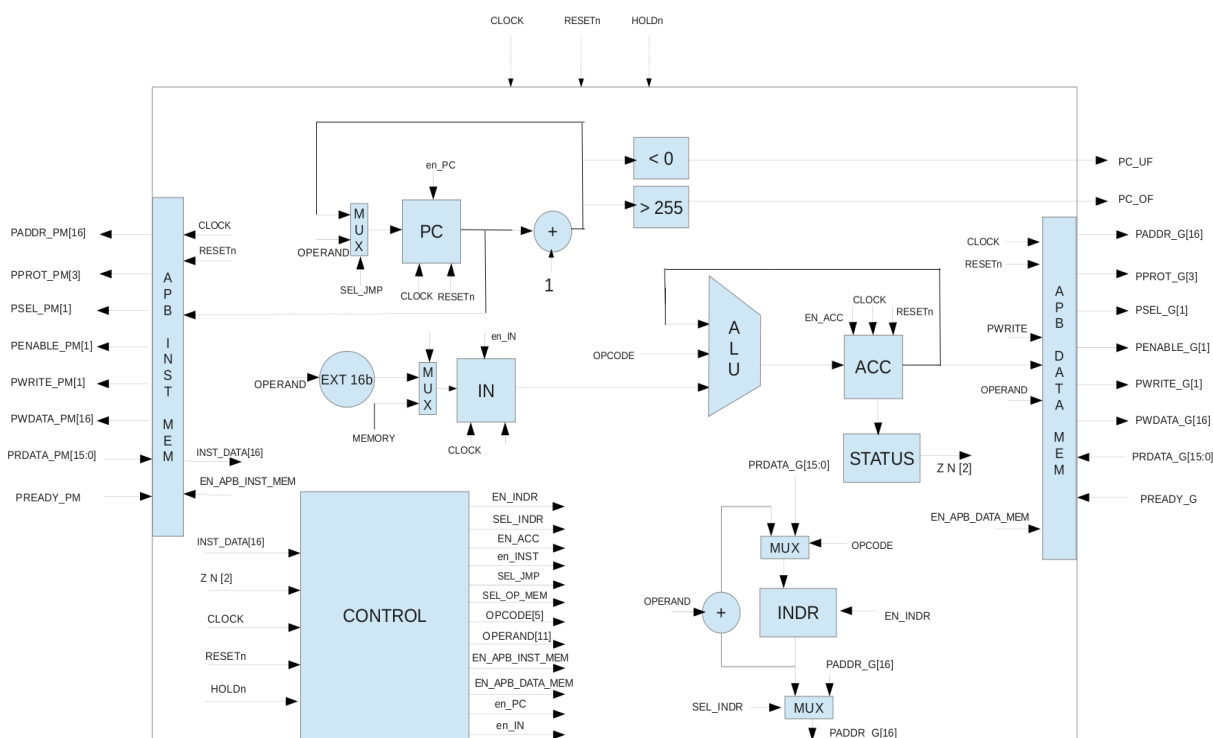 CLOCK RESETn HOLDn
< 0
PC_UF
> 255
PC_OF
en_PC
M
U
X
PC
+
1
OPERAND
SEL_JMP
CLOCK RESETn
PADDR_PM[16]
PPROT_PM[3]
PSEL_PM[1]
PENABLE_PM[1]
PWRITE_PM[1]
PWDATA_PM[16]
PRDATA_PM[15:0]
PREADY_PM
A
P
B
I
N
S
T
M
E
M
CLOCK
RESETn
INST_DATA[16]
EN_APB_INST_MEM
OPERAND
EXT 16b
MEMORY
M
U
X
en_IN
IN
CLOCK
OPCODE
A
L
U
EN_ACC
CLOCK
RESETn
ACC
STATUS
Z N [2]
CLOCK
RESETn
PWRITE
OPERAND
EN_APB_DATA_MEM
A
P
B
D
A
T
A
M
E
M
PADDR_G[16]
PPROT_G[3]
PSEL_G[1]
PENABLE_G[1]
PWRITE_G[1]
PWDATA_G[16]
PRDATA_G[15:0]
PREADY_G
INST_DATA[16]
Z N [2]
CLOCK
RESETn
HOLDn
CONTROL
EN_INDR
SEL_INDR
EN_ACC
en_INST
SEL_JMP
SEL_OP_MEM
OPCODE[5]
OPERAND[11]
EN_APB_INST_MEM
EN_APB_DATA_MEM
en_PC
en_IN
PRDATA_G[15:0]
MUX
OPCODE
OPERAND
+
INDR
EN_INDR
PADDR_G[16]
SEL_INDR
MUX
PADDR_G[16]